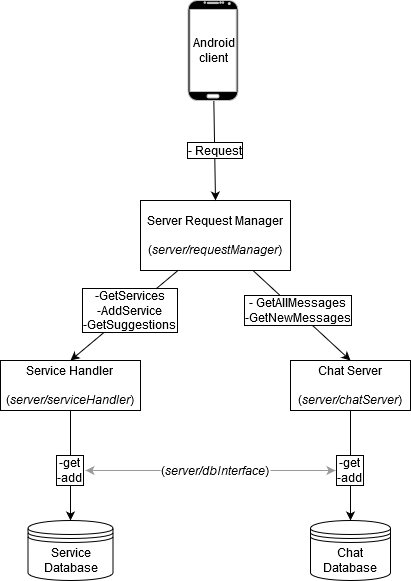 Android
client
- Request
Server Request Manager
(server/requestManager)
-GetServices
-AddService
-GetSuggestions
- GetAllMessages
-GetNewMessages
Service Handler
(server/serviceHandler)
Chat Server
(server/chatServer)
-get
-add
(server/dbInterface)
-get
-add
Service
Database
Chat
Database